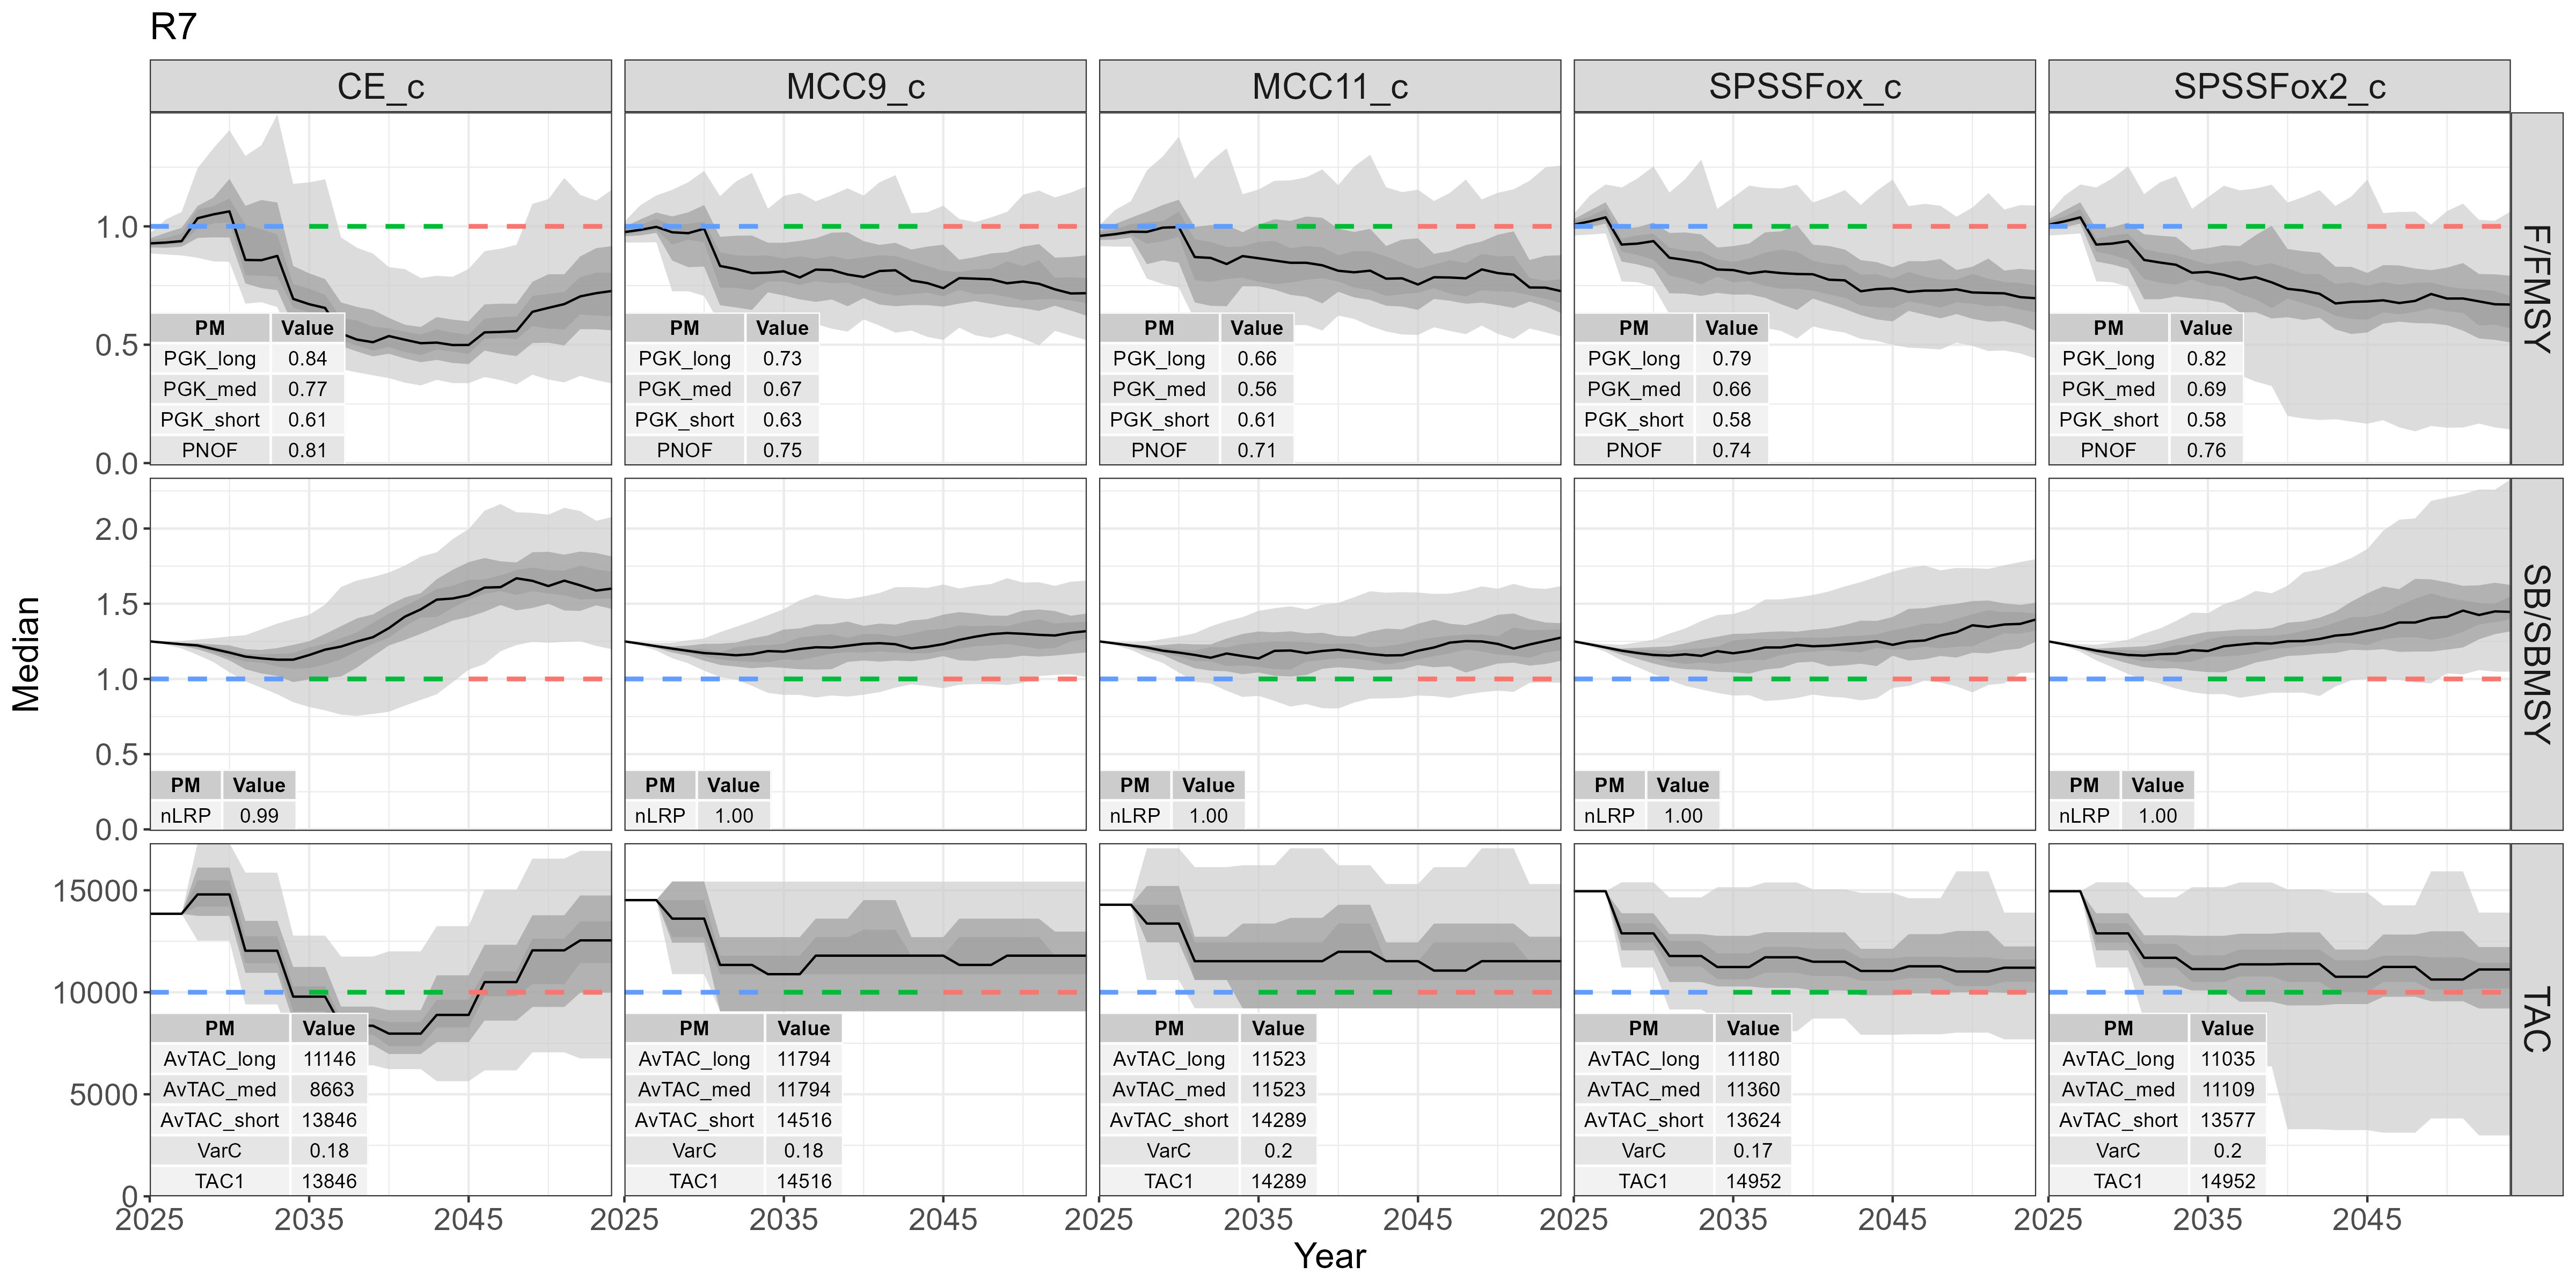 R7
CE_c MCC9_c MCC11_c SPSSFox_c SPSSFox2_c
1.0
0.5
0.0
F/FMSY
PM Value PM Value PM Value PM Value PM Value
PGK_long 0.84 PGK_long 0.73 PGK_long 0.66 PGK_long 0.79 PGK_long 0.82
PGK_med 0.77 PGK_med 0.67 PGK_med 0.56 PGK_med 0.66 PGK_med 0.69
PGK_short 0.61 PGK_short 0.63 PGK_short 0.61 PGK_short 0.58 PGK_short 0.58
PNOF 0.81 PNOF 0.75 PNOF 0.71 PNOF 0.74 PNOF 0.76
Median
2.0
1.5
1.0
0.5
0.0
SB/SBMSY
PM Value PM Value PM Value PM Value PM Value
nLRP 0.99 nLRP 1.00 nLRP 1.00 nLRP 1.00 nLRP 1.00
15000
10000
5000
0
TAC
PM Value PM Value PM Value PM Value PM Value
AvTAC_long 11146 AvTAC_long 11794 AvTAC_long 11523 AvTAC_long 11180 AvTAC_long 11035
AvTAC_med 8663 AvTAC_med 11794 AvTAC_med 11523 AvTAC_med 11360 AvTAC_med 11109
AvTAC_short 13846 AvTAC_short 14516 AvTAC_short 14289 AvTAC_short 13624 AvTAC_short 13577
VarC 0.18 VarC 0.18 VarC 0.2 VarC 0.17 VarC 0.2
TAC1 13846 TAC1 14516 TAC1 14289 TAC1 14952 TAC1 14952
2025 2035 2045 2025 2035 2045 2025 2035 2045 2025 2035 2045 2025 2035 2045
Year